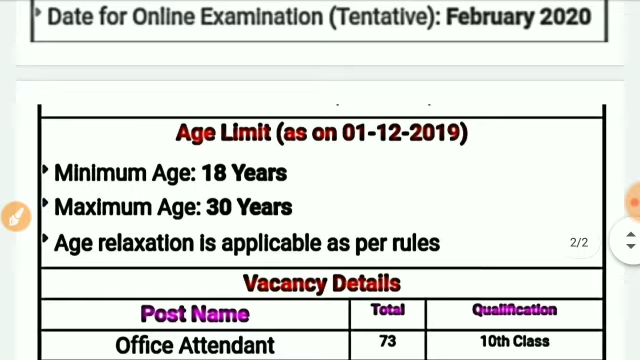 Date for Online Examination (Tentative): February 2020
Age Limit (as on 01-12-2019)
Minimum Age: 18 Years
Maximum Age: 30 Years
Age relaxation is applicable as per rules
2/2
Vacancy Details
Post Name Total Qualification
Office Attendant 73 10th Class